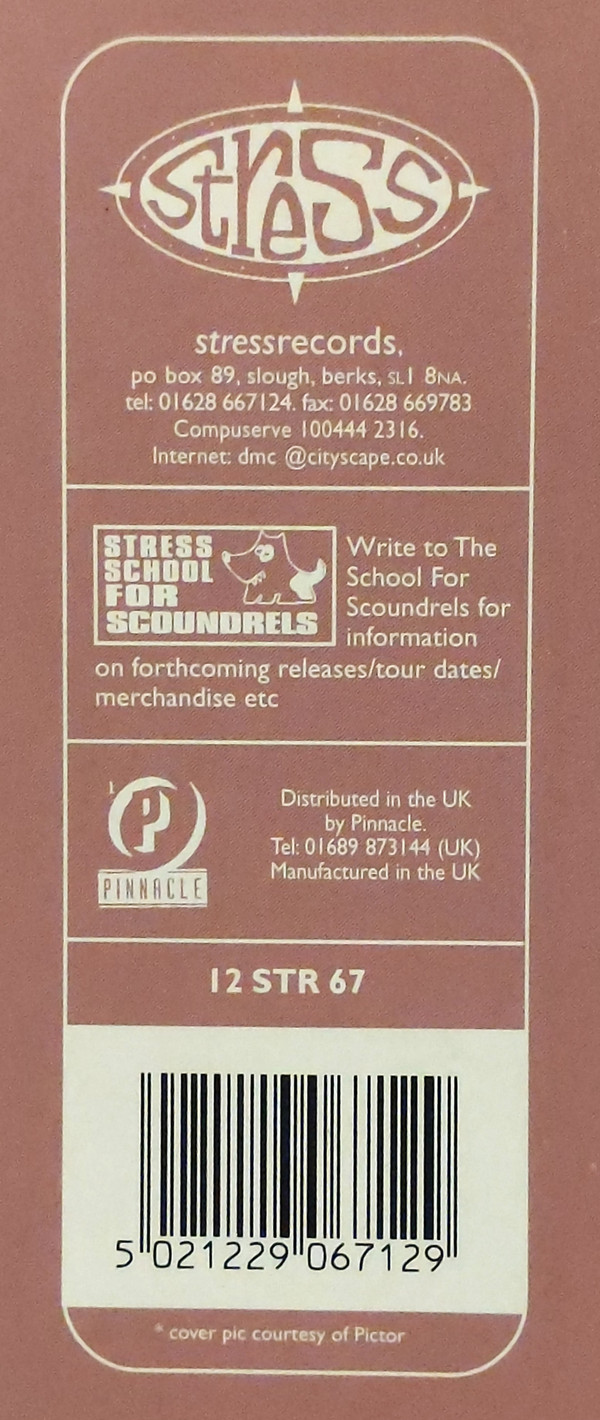 stress
stressrecords,
po box 89, slough, berks, SL1 8NA.
tel: 01628 667124. fax: 01628 669783
Compuserve 100444 2316.
Internet: dmc @cityscape.co.uk
STRESS
SCHOOL
FOR
SCOUNDRELS
Write to The
School For
Scoundrels for
information
on forthcoming releases/tour dates/
merchandise etc
P
PINNACLE
Distributed in the UK
by Pinnacle.
Tel: 01689 873144 (UK)
Manufactured in the UK
12 STR 67
5 021229 067129
* cover pic courtesy of Pictor